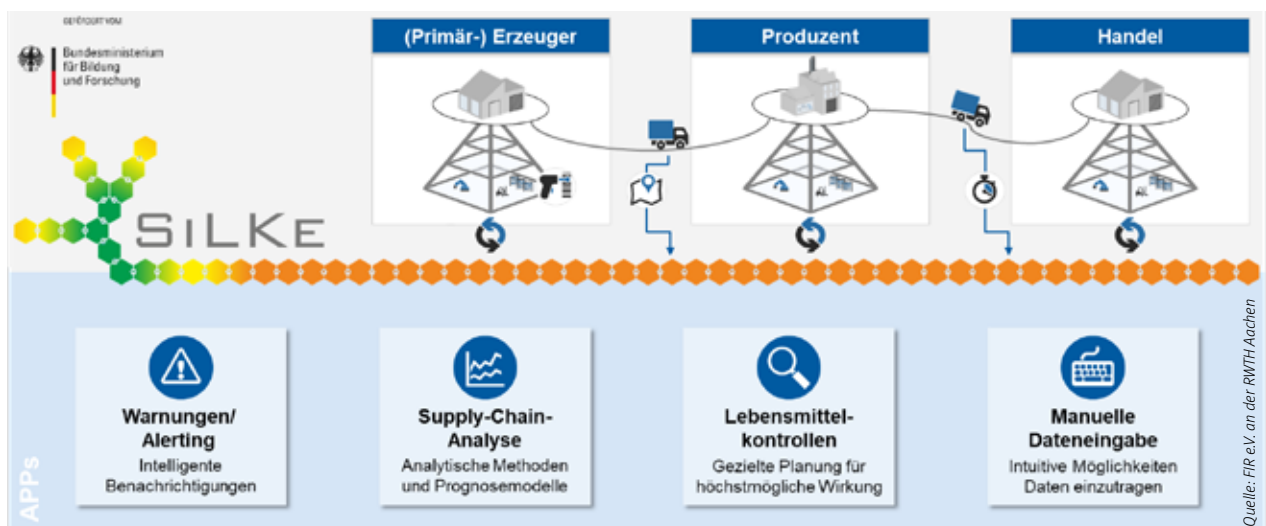 GEFÖRDERT VOM
Bundesministerium
für Bildung
und Forschung
(Primär-) Erzeuger
Produzent
Handel
SiLKe
APPs
Warnungen/
Alerting
Intelligente
Benachrichtigungen
Supply-Chain-
Analyse
Analytische Methoden
und Prognosemodelle
Lebensmittel-
kontrollen
Gezielte Planung für
höchstmögliche Wirkung
Manuelle
Dateneingabe
Intuitive Möglichkeiten
Daten einzutragen
Quelle: FIR e.V. an der RWTH Aachen